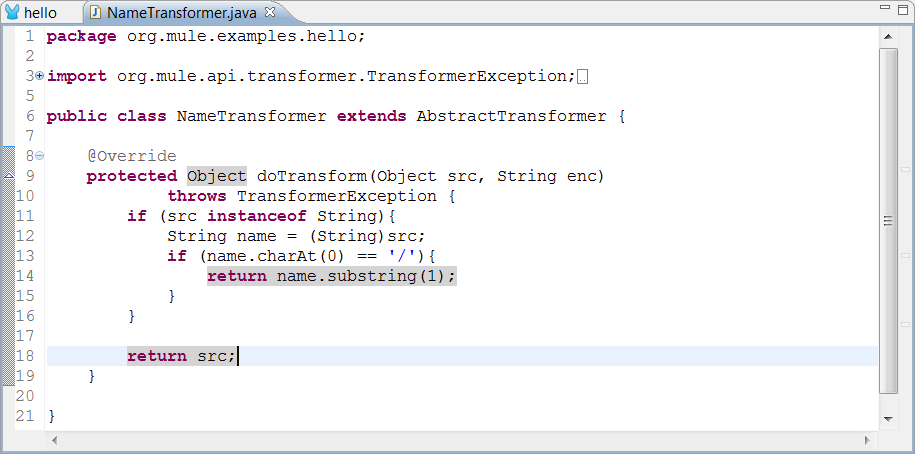 hello NameTransformer.java
1 package org.mule.examples.hello;
2
3 import org.mule.api.transformer.TransformerException;
5
6 public class NameTransformer extends AbstractTransformer {
7
8 @Override
9 protected Object doTransform(Object src, String enc)
10 throws TransformerException {
11 if (src instanceof String){
12 String name = (String)src;
13 if (name.charAt(0) == '/'){
14 return name.substring(1);
15 }
16 }
17
18 return src;
19 }
20
21 }